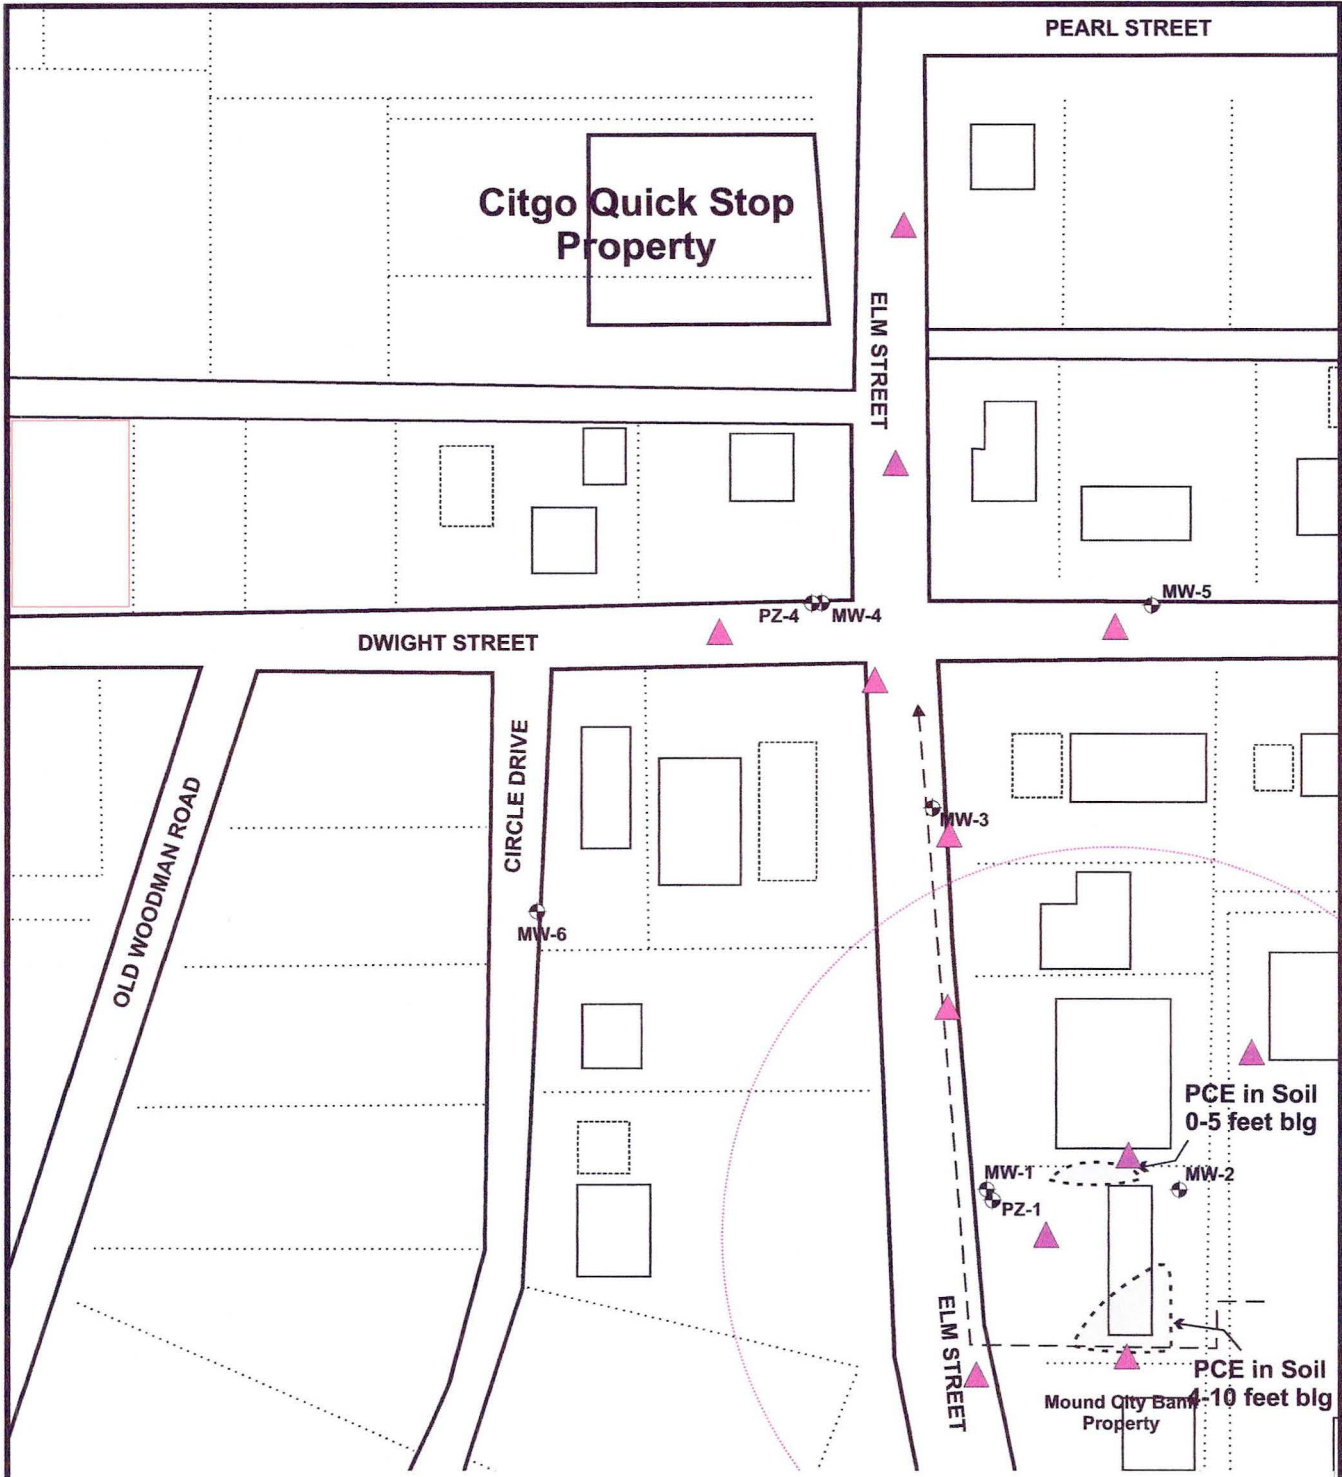 PEARL STREET
Citgo Quick Stop
Property
ELM STREET
MW-5
PZ-4
MW-4
DWIGHT STREET
CIRCLE DRIVE
OLD WOODMAN ROAD
MW-3
MW-6
PCE in Soil
0-5 feet blg
MW-1
MW-2
PZ-1
ELM STREET
PCE in Soil
4-10 feet blg
Mound City Bank
Property